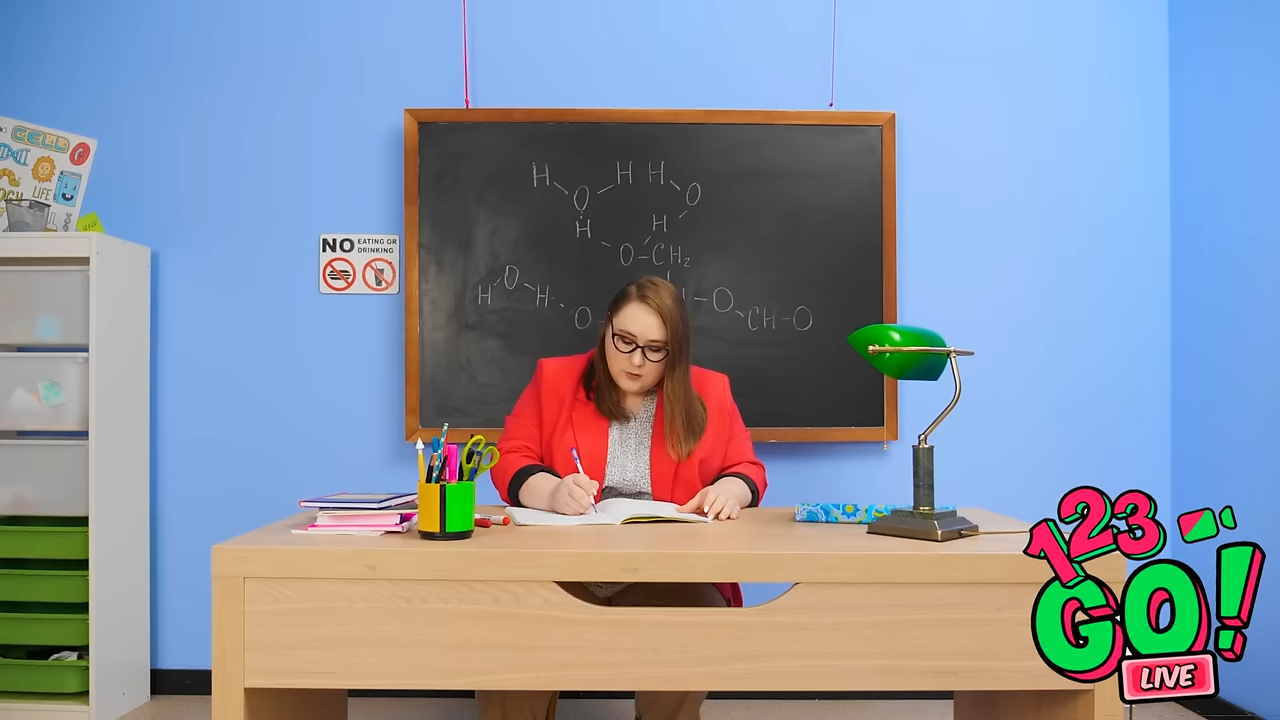 CELL
LIFE
NO EATING OR
DRINKING
H H H O
O
H H
O-CH₂
O
H H -O
O CH-O
123
GO!
LIVE